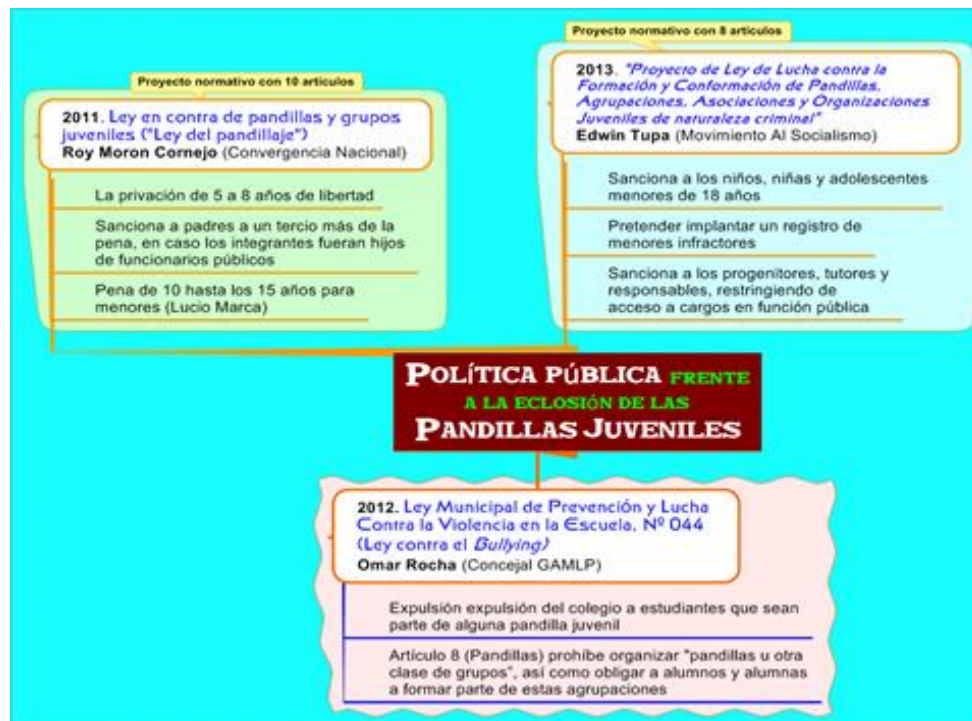 Proyecto normativo con 10 artículos
2011. Ley en contra de pandillas y grupos
juveniles ("Ley del pandillaje")
Roy Moron Cornejo (Convergencia Nacional)
La privación de 5 a 8 años de libertad
Sanciona a padres a un tercio más de la
pena, en caso los integrantes fueran hijos
de funcionarios públicos
Pena de 10 hasta los 15 años para
menores (Lucio Marca)
Proyecto normativo con 8 artículos
2013. "Proyecto de Ley de Lucha contra la
Formación y Conformación de Pandillas,
Agrupaciones, Asociaciones y Organizaciones
Juveniles de naturaleza criminal"
Edwin Tupa (Movimiento Al Socialismo)
Sanciona a los niños, niñas y adolescentes
menores de 18 años
Pretender implantar un registro de
menores infractores
Sanciona a los progenitores, tutores y
responsables, restringiendo de
acceso a cargos en función pública
POLÍTICA PÚBLICA FRENTE
A LA ECLOSIÓN DE LAS
PANDILLAS JUVENILES
2012. Ley Municipal de Prevención y Lucha
Contra la Violencia en la Escuela, Nº 044
(Ley contra el Bullying)
Omar Rocha (Concejal GAMLP)
Expulsión expulsión del colegio a estudiantes que sean
parte de alguna pandilla juvenil
Artículo 8 (Pandillas) prohíbe organizar "pandillas u otra
clase de grupos", así como obligar a alumnos y alumnas
a formar parte de estas agrupaciones